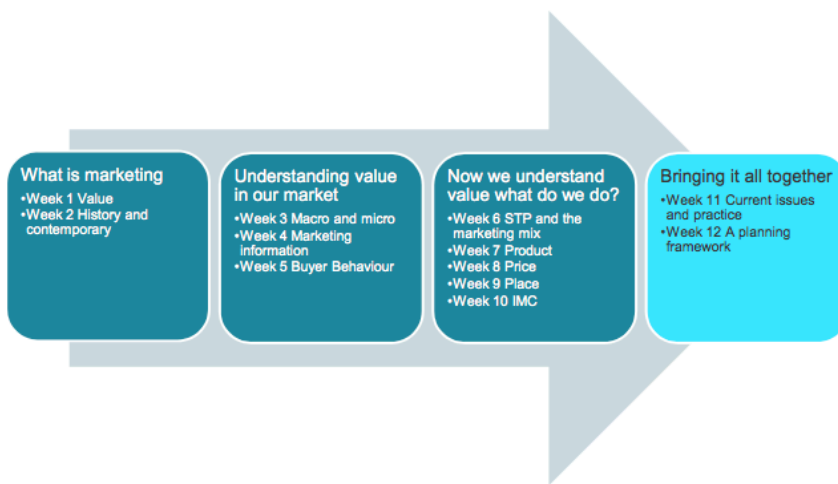 What is marketing
•Week 1 Value
•Week 2 History and
contemporary
Understanding value
in our market
•Week 3 Macro and micro
•Week 4 Marketing
information
•Week 5 Buyer Behaviour
Now we understand
value what do we do?
•Week 6 STP and the
marketing mix
•Week 7 Product
•Week 8 Price
•Week 9 Place
•Week 10 IMC
Bringing it all together
•Week 11 Current issues
and practice
•Week 12 A planning
framework